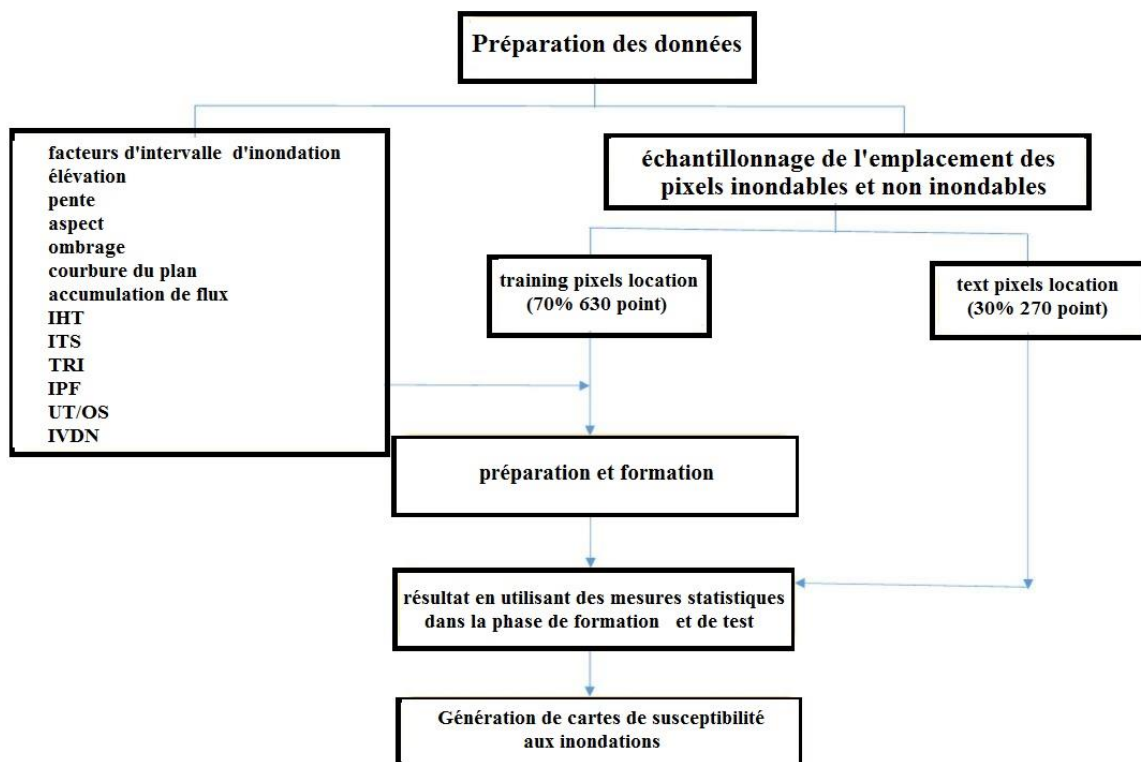 Préparation des données
facteurs d'intervalle d'inondation
élévation
pente
aspect
ombrage
courbure du plan
accumulation de flux
IHT
ITS
TRI
IPF
UT/OS
IVDN
échantillonnage de l'emplacement des
pixels inondables et non inondables
training pixels location
(70% 630 point)
text pixels location
(30% 270 point)
préparation et formation
résultat en utilisant des mesures statistiques
dans la phase de formation et de test
Génération de cartes de susceptibilité
aux inondations